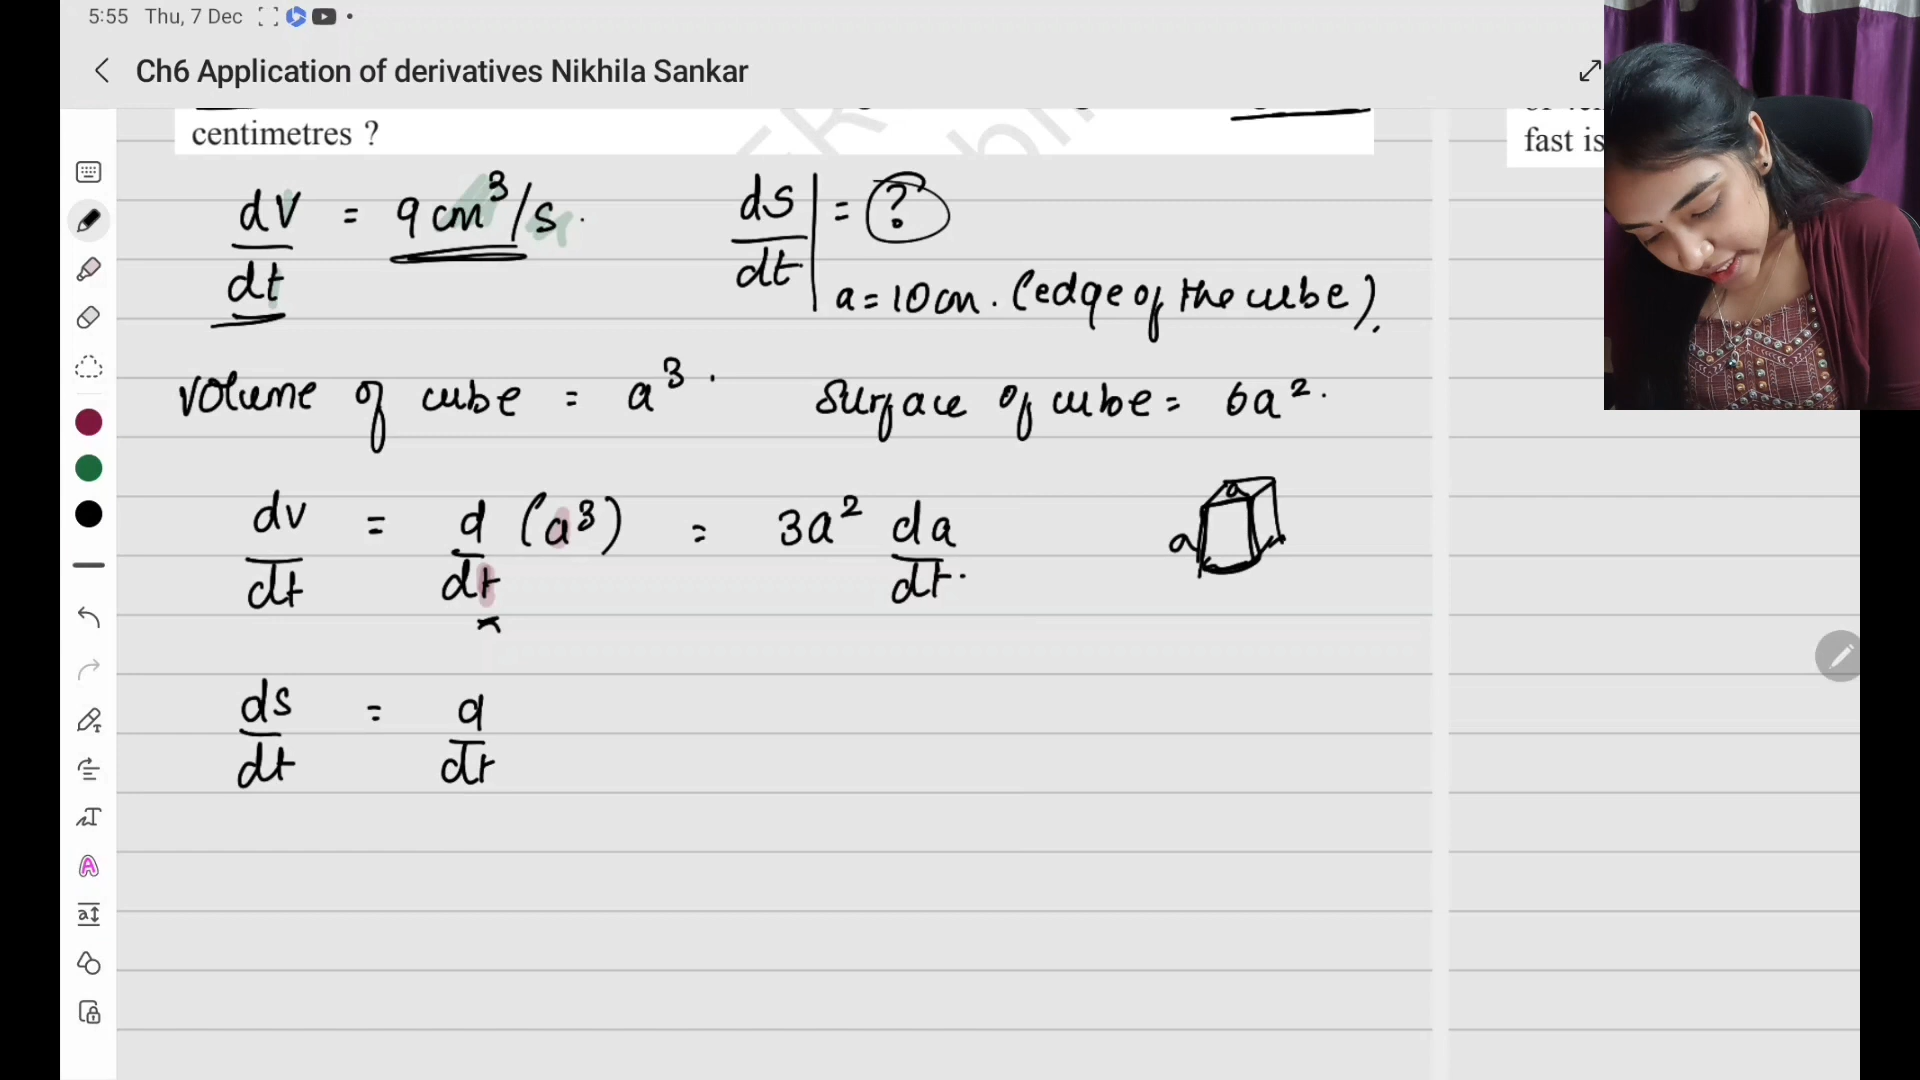 5:55 Thu, 7 Dec
Ch6 Application of derivatives Nikhila Sankar
centimetres ?
fast is
dV/dt = 9 cm³/s.
ds/dt | a = 10 cm. (edge of the cube). = ?
volume of cube = a³.
Surface of cube = 6a².
dv/dt = d/dt (a³) = 3a² da/dt.
a
a
ds/dt = d/dt